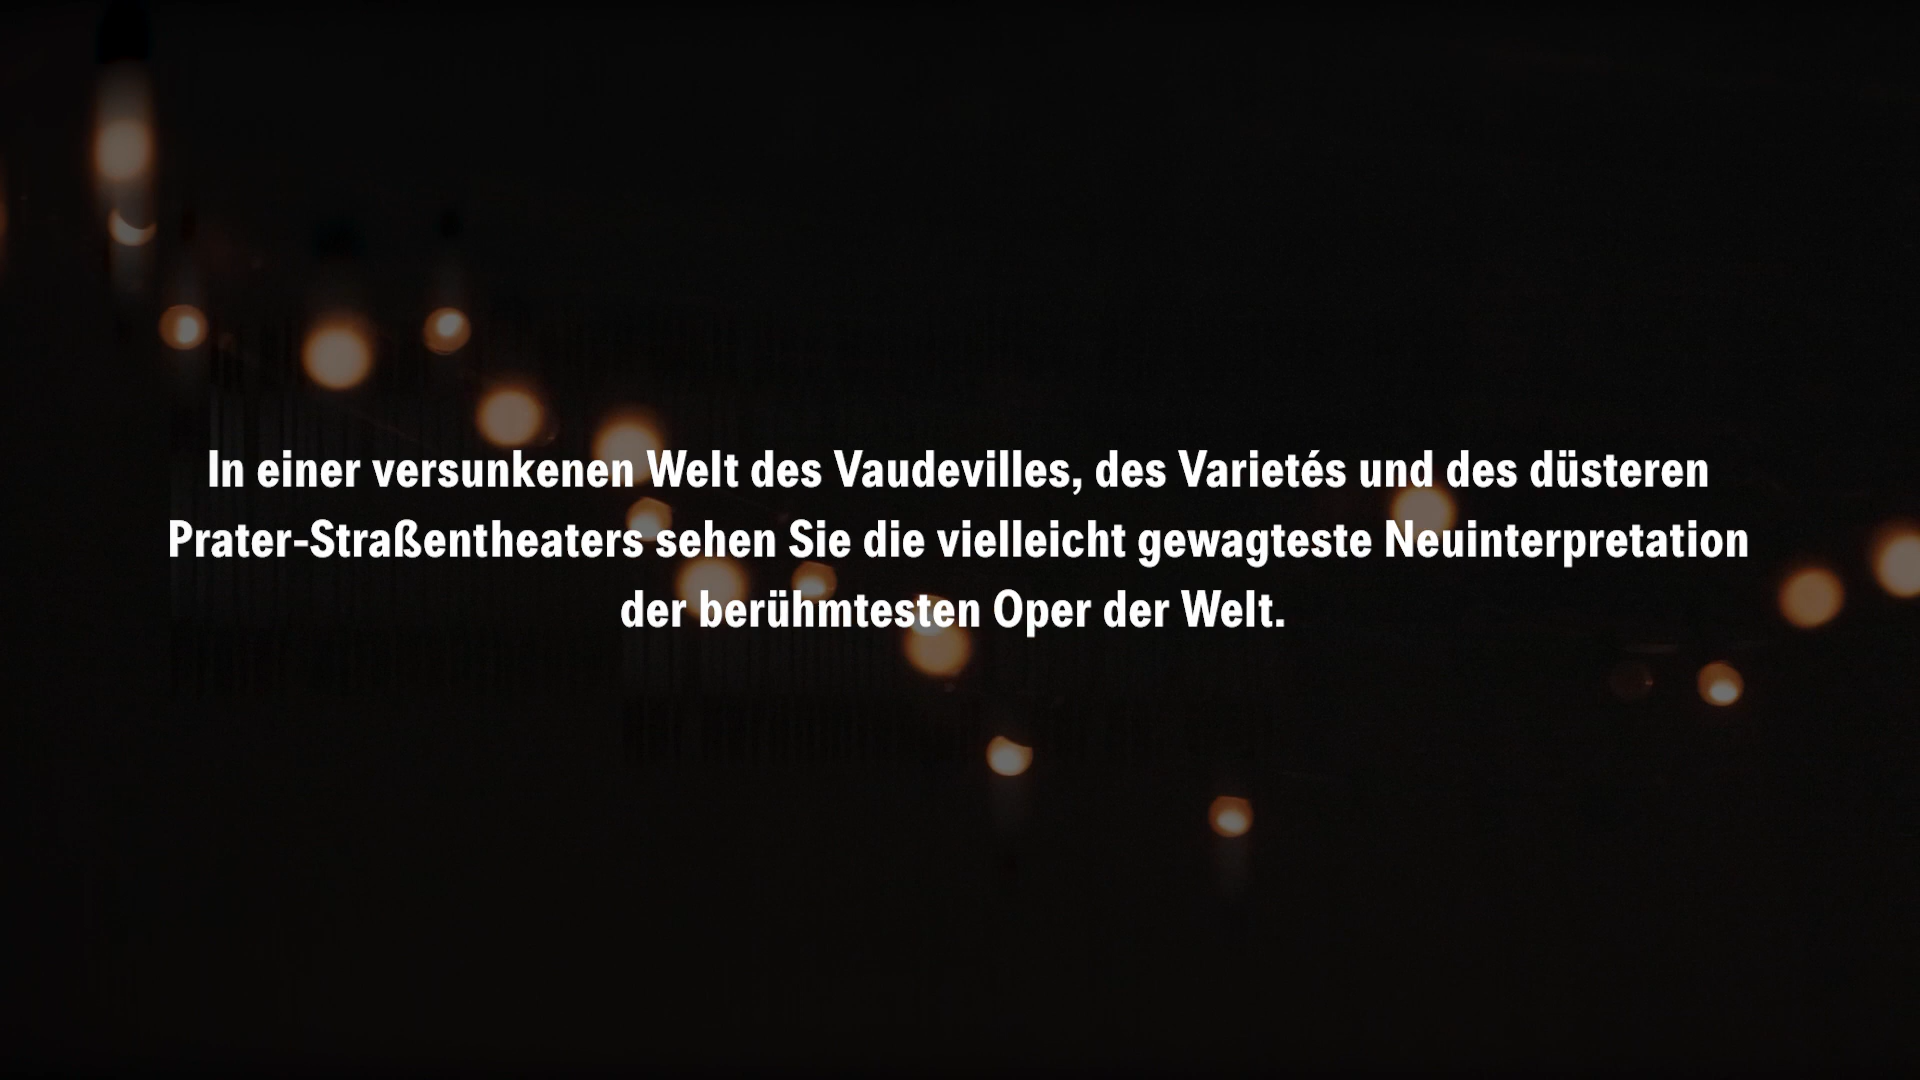 In einer versunkenen Welt des Vaudevilles, des Varietés und des düsteren
Prater-Straßentheaters sehen Sie die vielleicht gewagteste Neuinterpretation
der berühmtesten Oper der Welt.